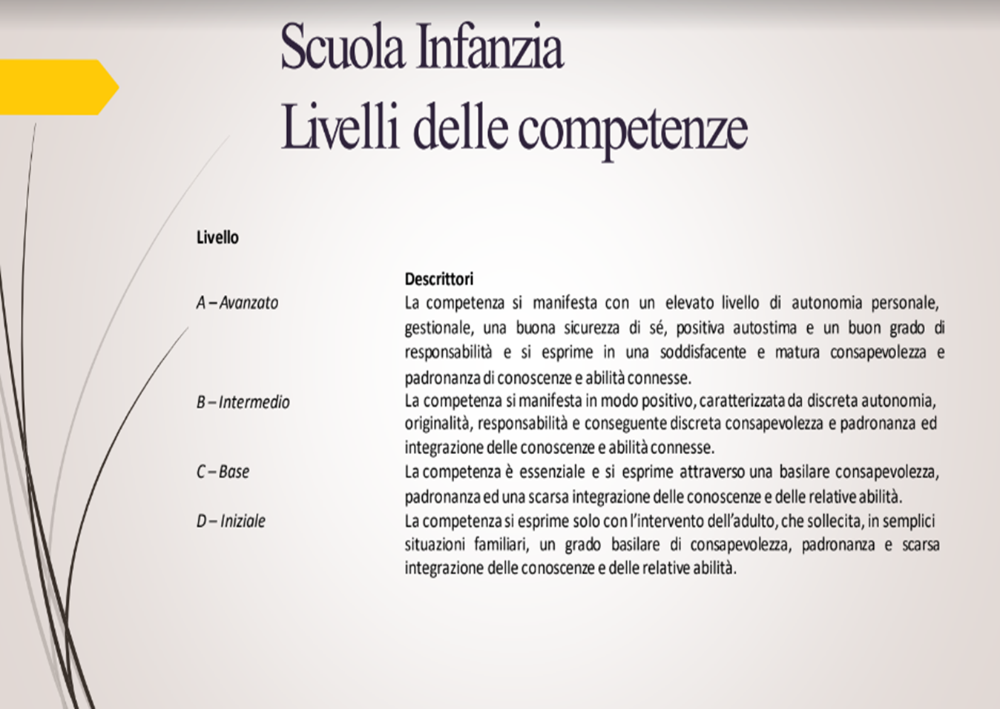 Scuola Infanzia
Livelli delle competenze
Livello
Descrittori
A – Avanzato
La competenza si manifesta con un elevato livello di autonomia personale,
gestionale, una buona sicurezza di sé, positiva autostima e un buon grado di
responsabilità e si esprime in una soddisfacente e matura consapevolezza e
padronanza di conoscenze e abilità connesse.
B – Intermedio
La competenza si manifesta in modo positivo, caratterizzata da discreta autonomia,
originalità, responsabilità e conseguente discreta consapevolezza e padronanza ed
integrazione delle conoscenze e abilità connesse.
C – Base
La competenza è essenziale e si esprime attraverso una basilare consapevolezza,
padronanza ed una scarsa integrazione delle conoscenze e delle relative abilità.
D – Iniziale
La competenza si esprime solo con l’intervento dell’adulto, che sollecita, in semplici
situazioni familiari, un grado basilare di consapevolezza, padronanza e scarsa
integrazione delle conoscenze e delle relative abilità.